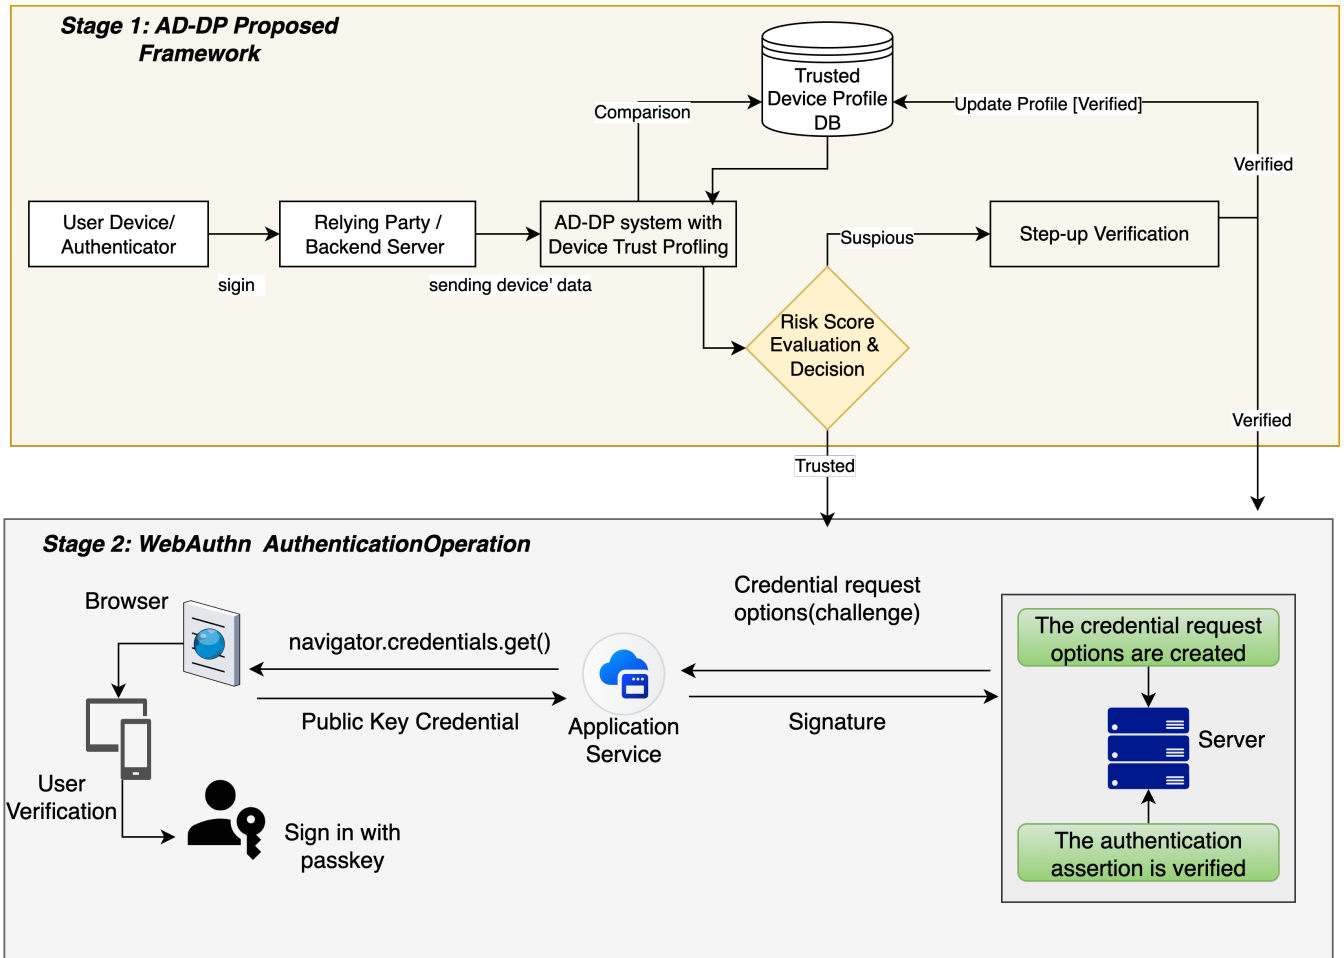 Stage 1: AD-DP Proposed
Framework
Trusted
Device Profile
DB
Comparison
Update Profile [Verified]
Verified
User Device/
Authenticator
Relying Party /
Backend Server
AD-DP system with
Device Trust Profling
Suspious
Step-up Verification
sigin
sending device' data
Risk Score
Evaluation &
Decision
Verified
Trusted
Stage 2: WebAuthn  AuthenticationOperation
Browser
navigator.credentials.get()
Public Key Credential
Application
Service
Credential request
options(challenge)
Signature
The credential request
options are created
Server
The authentication
assertion is verified
User
Verification
Sign in with
passkey